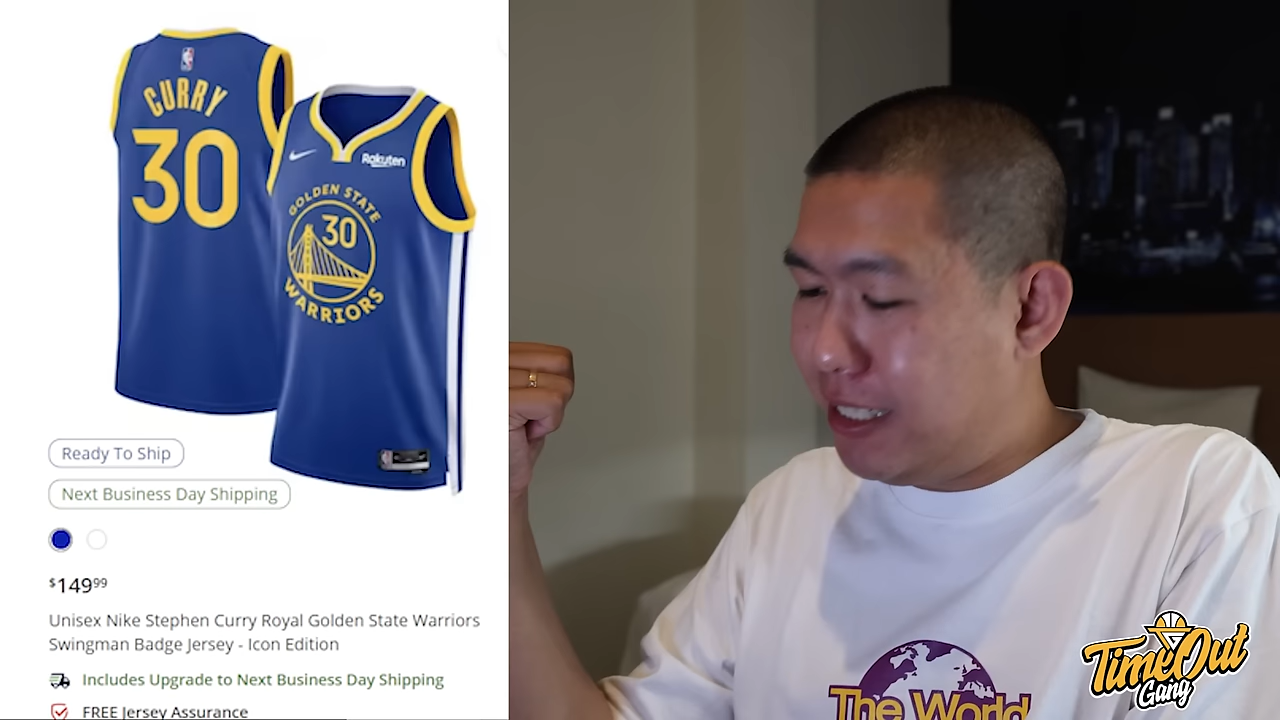 CURRY
30
Rakuten
GOLDEN STATE
30
WARRIORS
Ready To Ship
Next Business Day Shipping
$149.99
Unisex Nike Stephen Curry Royal Golden State Warriors
Swingman Badge Jersey - Icon Edition
Includes Upgrade to Next Business Day Shipping
FREE Jersey Assurance
The World
TimeOut
Gang